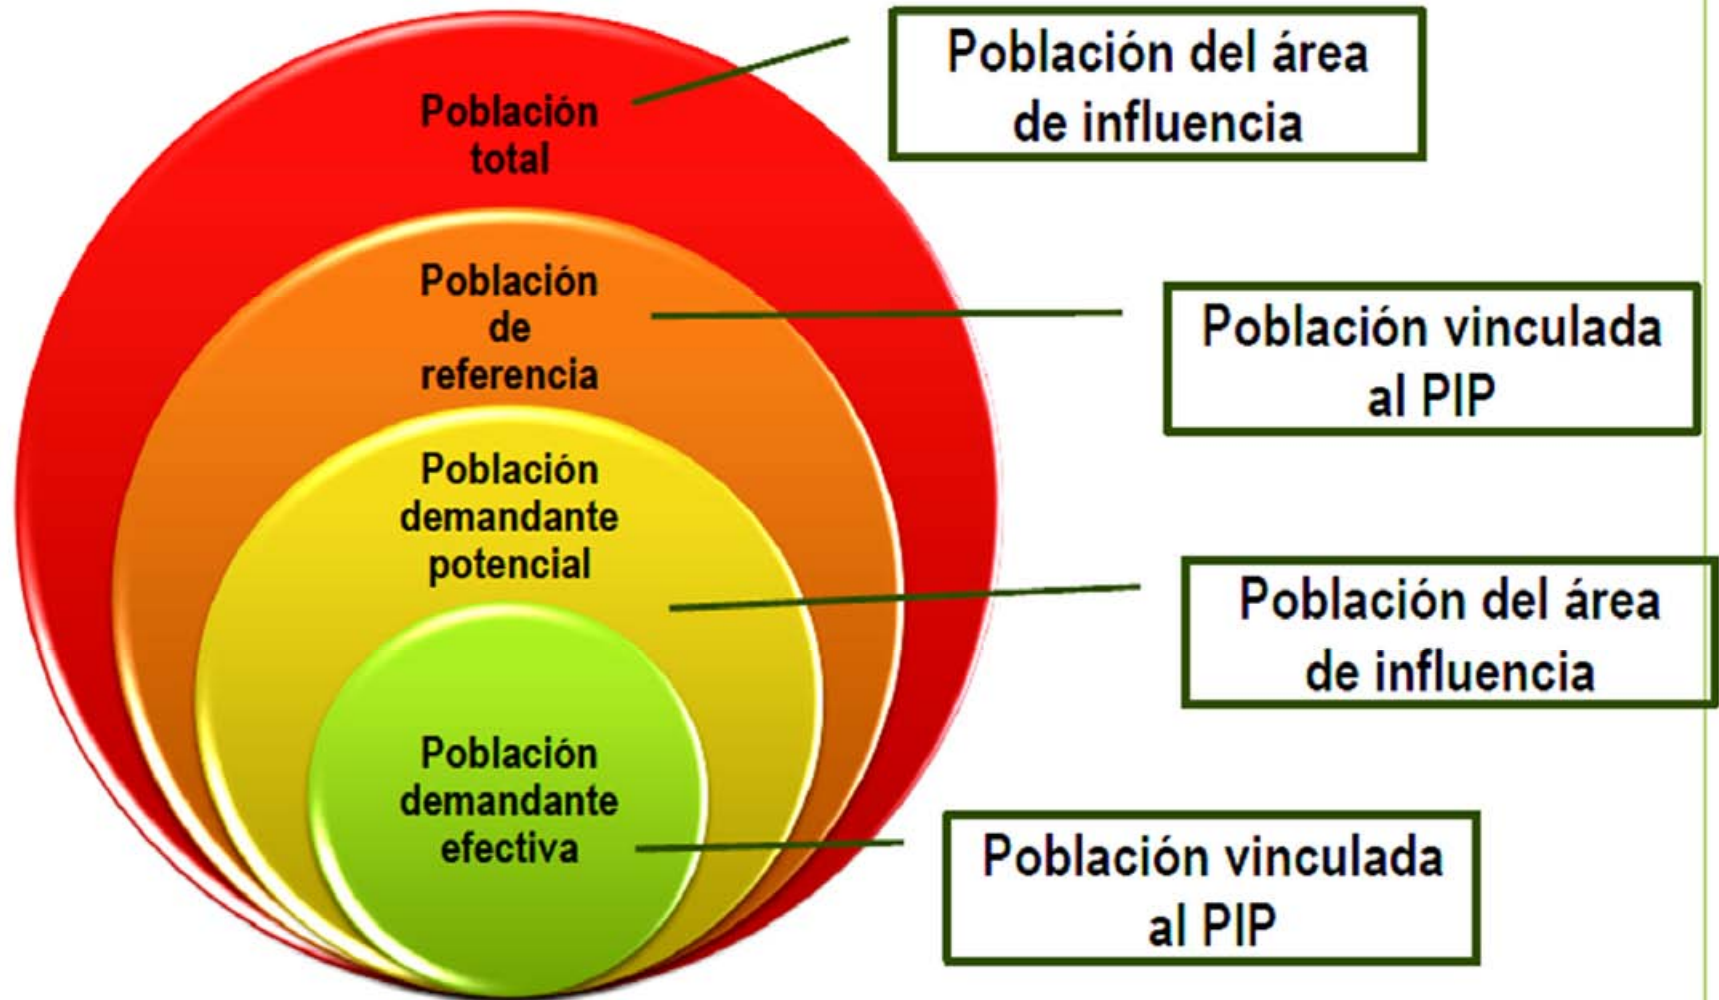 Población
total
Población del área
de influencia
Población
de
referencia
Población vinculada
al PIP
Población
demandante
potencial
Población del área
de influencia
Población
demandante
efectiva
Población vinculada
al PIP